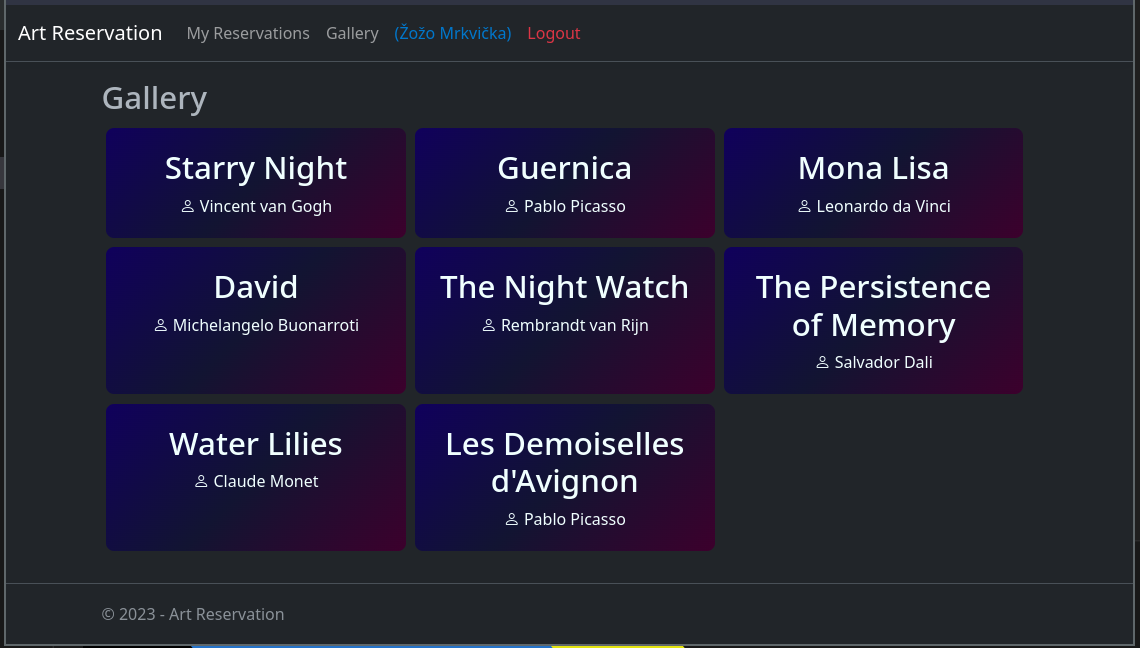 Art Reservation My Reservations Gallery (Žožo Mrkvička) Logout
Gallery
Starry Night
Vincent van Gogh
Guernica
Pablo Picasso
Mona Lisa
Leonardo da Vinci
David
Michelangelo Buonarroti
The Night Watch
Rembrandt van Rijn
The Persistence
of Memory
Salvador Dali
Water Lilies
Claude Monet
Les Demoiselles
d'Avignon
Pablo Picasso
© 2023 - Art Reservation